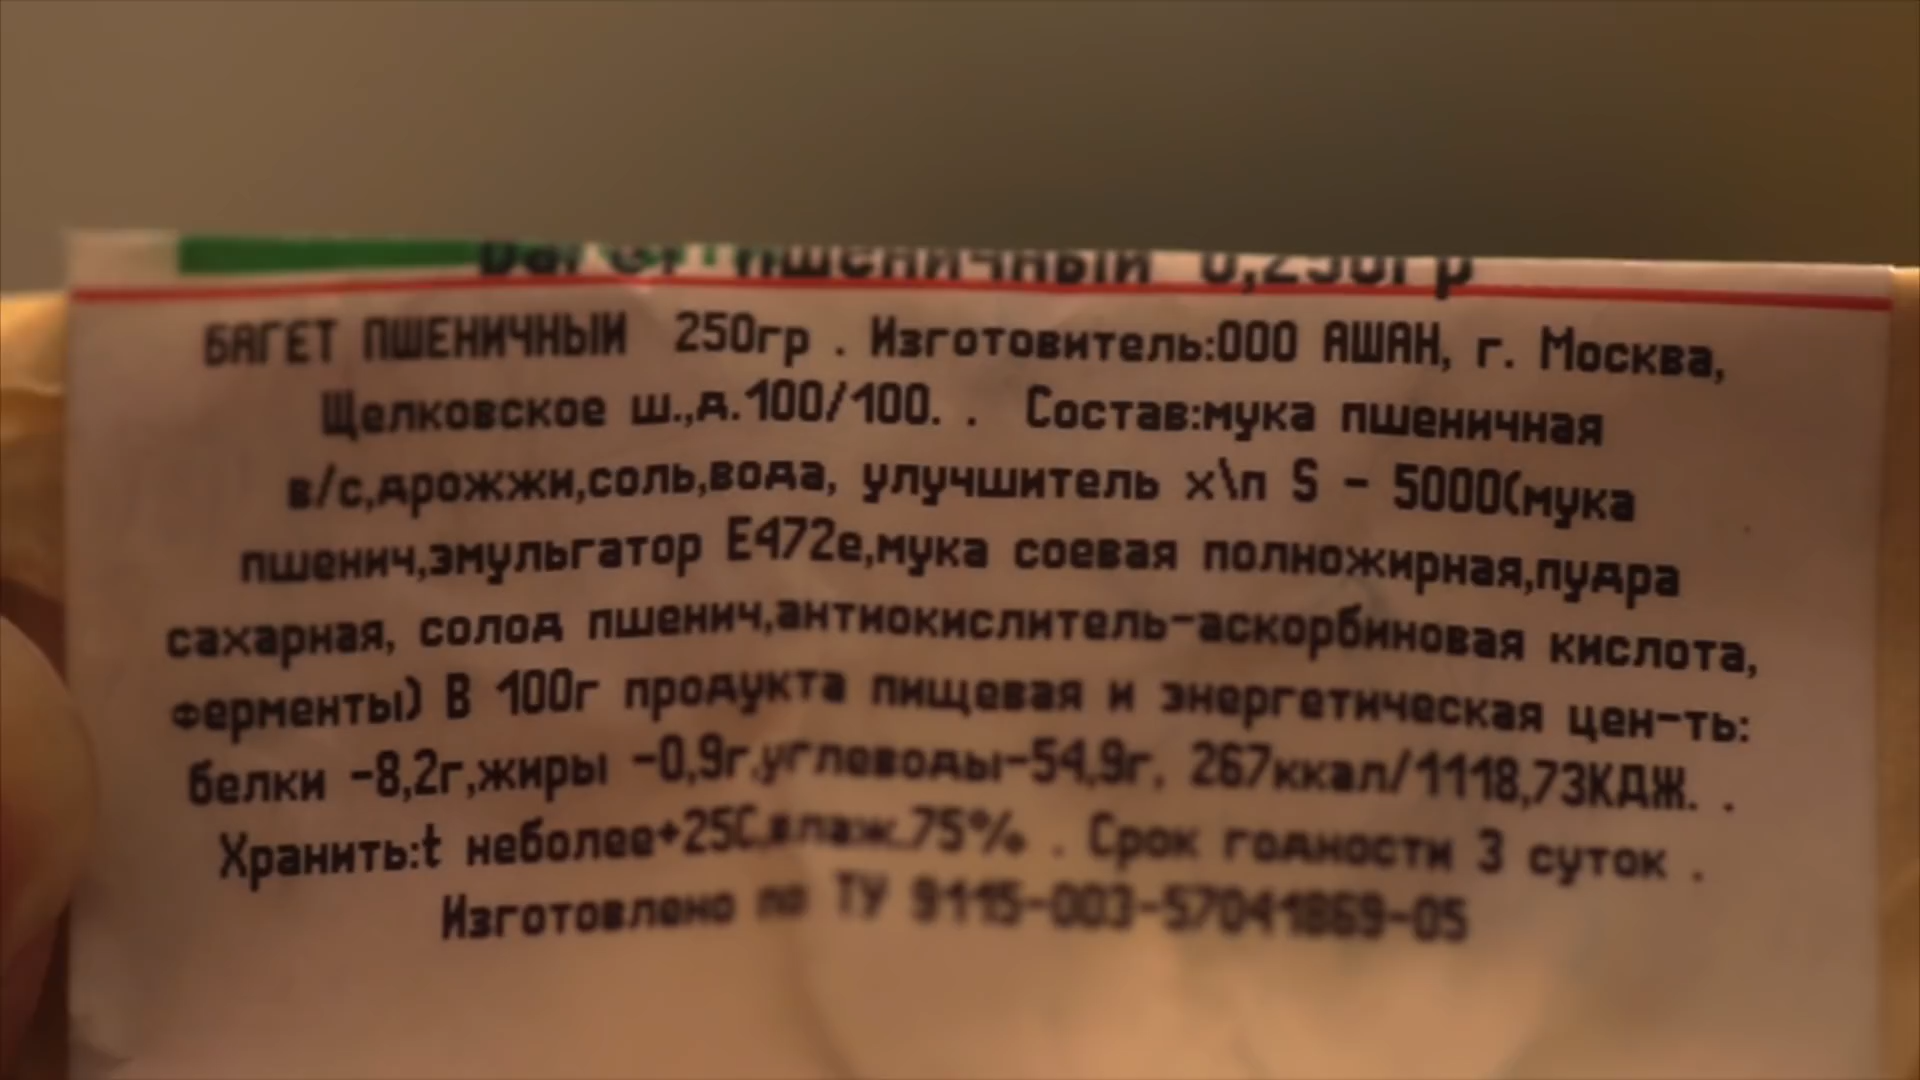 Багет пшеничный 0,250гр
БАГЕТ ПШЕНИЧНЫЙ 250гр . Изготовитель:ООО АШАН, г. Москва,
Щелковское ш.,д.100/100. . Состав:мука пшеничная
в/с,дрожжи,соль,вода, улучшитель х\п S - 5000(мука
пшенич,эмульгатор Е472е,мука соевая полножирная,пудра
сахарная, солод пшенич,антиокислитель-аскорбиновая кислота,
ферменты) В 100г продукта пищевая и энергетическая цен-ть:
белки -8,2г,жиры -0,9г,углеводы-54,9г, 267ккал/1118,73КДЖ. .
Хранить:t неболее+25С,влаж.75% . Срок годности 3 суток .
Изготовлено по ТУ 9115-003-57041869-05